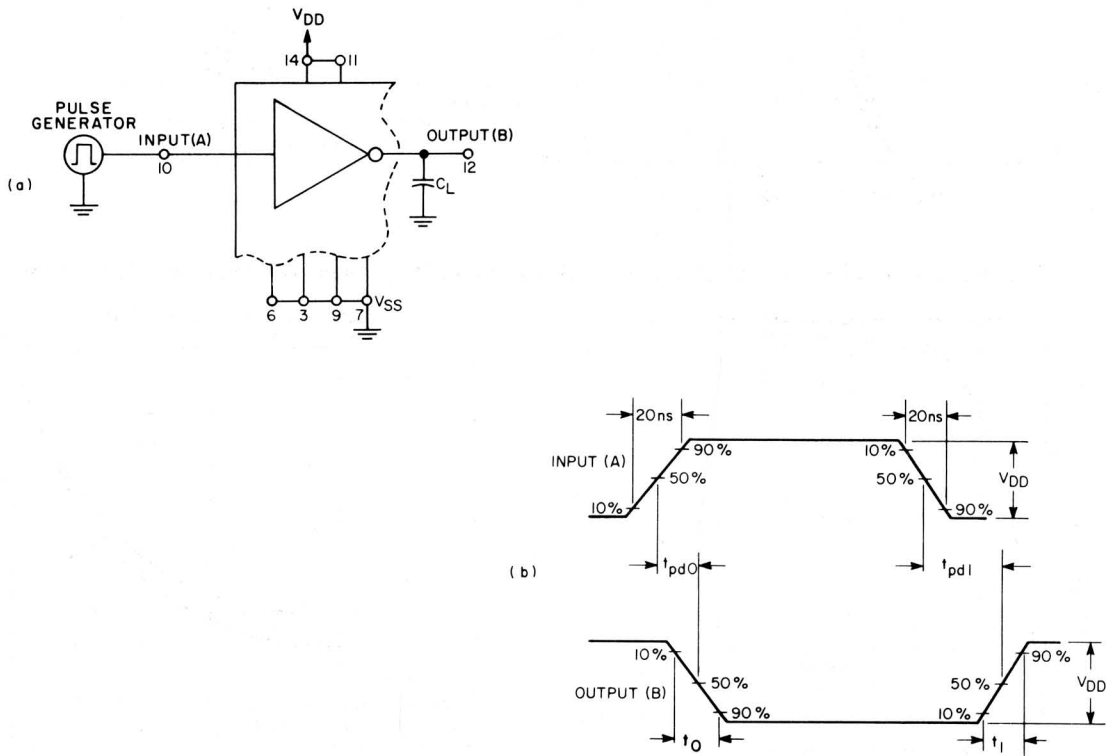 VDD
14
11
PULSE
GENERATOR
INPUT(A)
10
OUTPUT(B)
12
(a)
CL
6
3
9
7
VSS
20ns
20ns
INPUT (A)
90%
50%
10%
10%
50%
90%
VDD
(b)
tpd0
tpd1
10%
50%
90%
OUTPUT (B)
90%
50%
10%
VDD
t0
t1